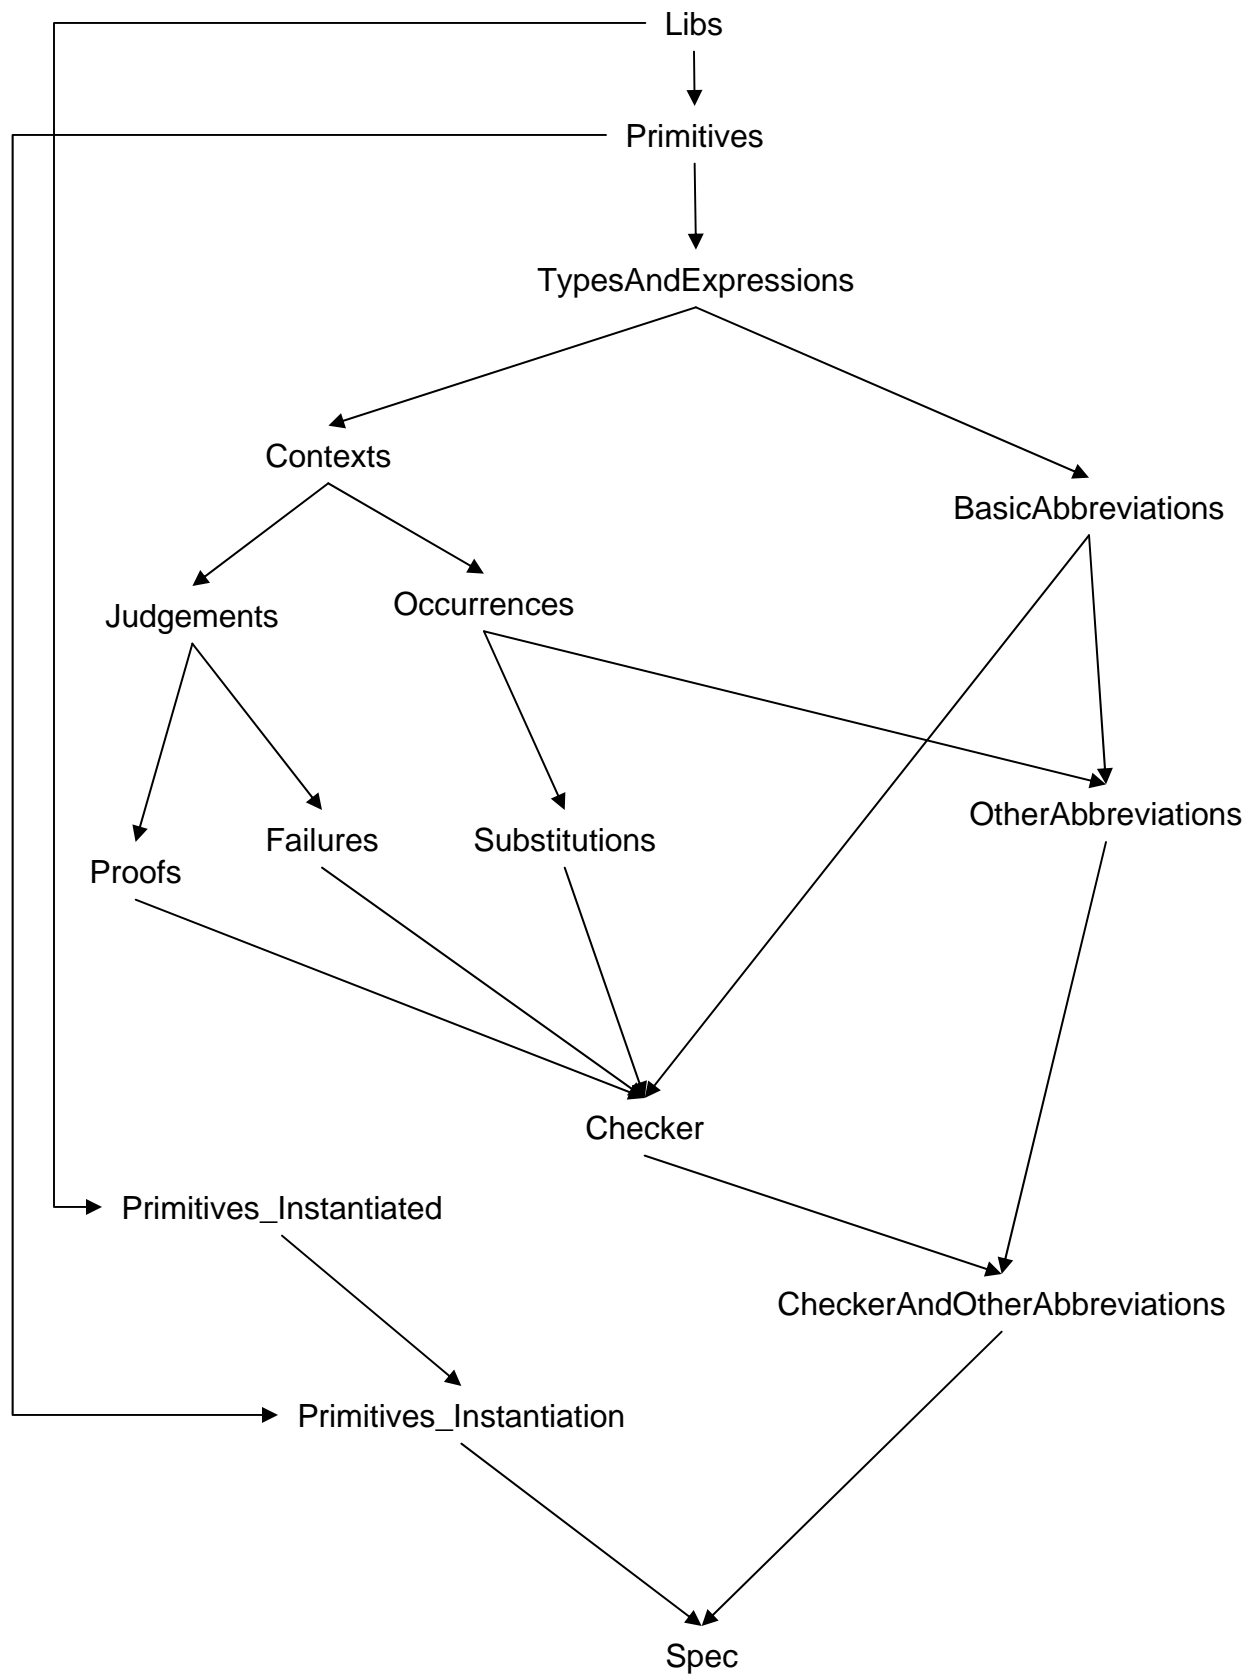 Libs
Primitives
TypesAndExpressions
Contexts
BasicAbbreviations
Judgements
Occurrences
OtherAbbreviations
Proofs
Failures
Substitutions
Checker
Primitives_Instantiated
CheckerAndOtherAbbreviations
Primitives_Instantiation
Spec